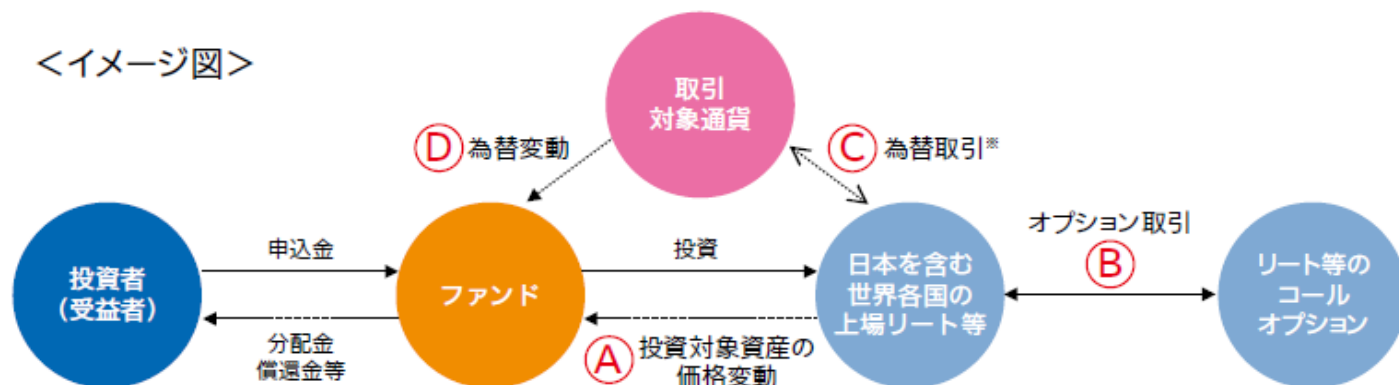 ＜イメージ図＞
取引
対象通貨
Ⓓ 為替変動
Ⓒ 為替取引※
投資者
（受益者）
申込金
分配金
償還金等
ファンド
投資
Ⓐ 投資対象資産の
価格変動
日本を含む
世界各国の
上場リート等
オプション取引
Ⓑ
リート等の
コール
オプション